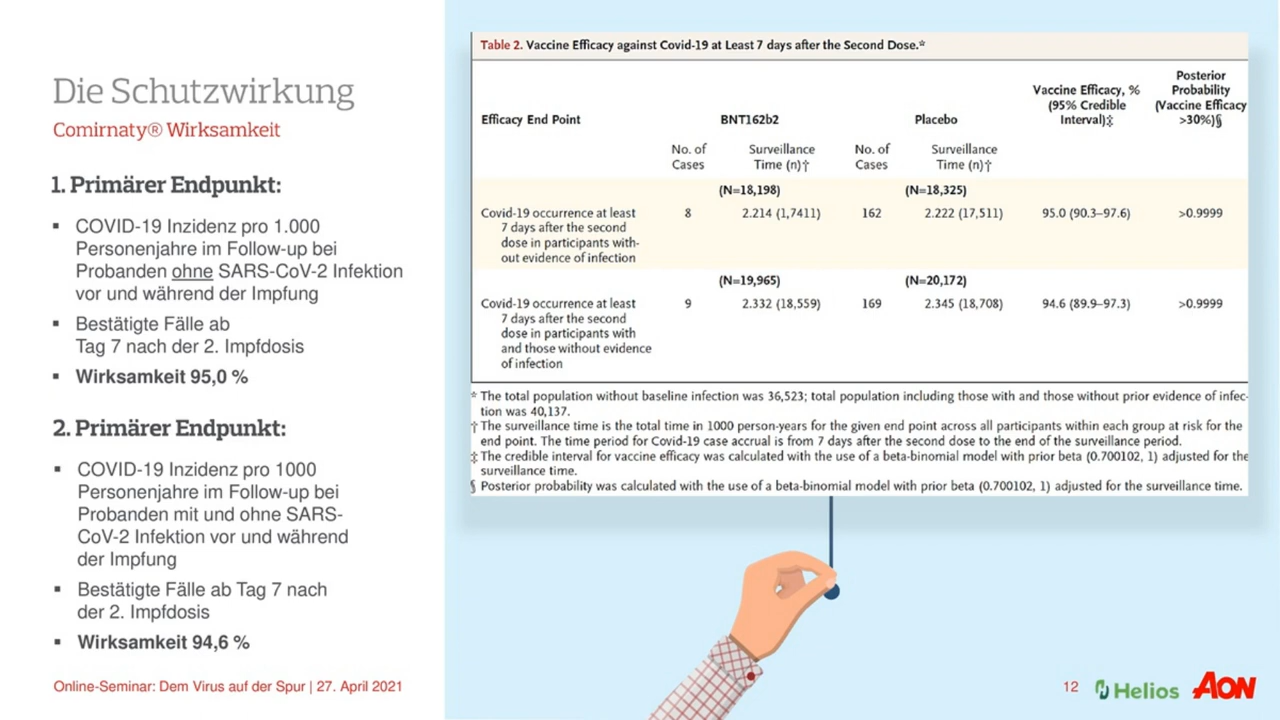 Die Schutzwirkung
Comirnaty® Wirksamkeit
1. Primärer Endpunkt:
▪ COVID-19 Inzidenz pro 1.000
Personenjahre im Follow-up bei
Probanden ohne SARS-CoV-2 Infektion
vor und während der Impfung
▪ Bestätigte Fälle ab
Tag 7 nach der 2. Impfdosis
▪ Wirksamkeit 95,0 %
2. Primärer Endpunkt:
▪ COVID-19 Inzidenz pro 1000
Personenjahre im Follow-up bei
Probanden mit und ohne SARS-
CoV-2 Infektion vor und während
der Impfung
▪ Bestätigte Fälle ab Tag 7 nach
der 2. Impfdosis
▪ Wirksamkeit 94,6 %
Table 2. Vaccine Efficacy against Covid-19 at Least 7 days after the Second Dose.*
Efficacy End Point BNT162b2 Placebo Vaccine Efficacy, % (95% Credible Interval)‡ Posterior Probability (Vaccine Efficacy >30%)§
No. of Cases Surveillance Time (n)† No. of Cases Surveillance Time (n)†
(N=18,198) (N=18,325)
Covid-19 occurrence at least 8 2.214 (1,7411) 162 2.222 (17,511) 95.0 (90.3–97.6) >0.9999
7 days after the second
dose in participants with-
out evidence of infection
(N=19,965) (N=20,172)
Covid-19 occurrence at least 9 2.332 (18,559) 169 2.345 (18,708) 94.6 (89.9–97.3) >0.9999
7 days after the second
dose in participants with
and those without evidence
of infection
* The total population without baseline infection was 36,523; total population including those with and those without prior evidence of infec-
tion was 40,137.
† The surveillance time is the total time in 1000 person-years for the given end point across all participants within each group at risk for the
end point. The time period for Covid-19 case accrual is from 7 days after the second dose to the end of the surveillance period.
‡ The credible interval for vaccine efficacy was calculated with the use of a beta-binomial model with prior beta (0.700102, 1) adjusted for the
surveillance time.
§ Posterior probability was calculated with the use of a beta-binomial model with prior beta (0.700102, 1) adjusted for the surveillance time.
Online-Seminar: Dem Virus auf der Spur | 27. April 2021
12
Helios
AON